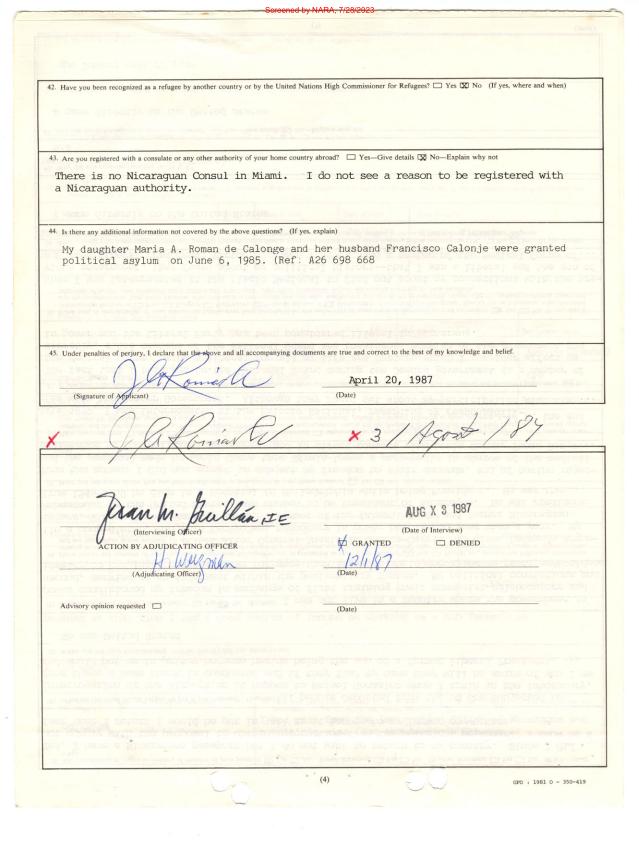 Screened by NARA, 7/28/2023
42. Have you been recognized as a refugee by another country or by the United Nations High Commissioner for Refugees? ☐ Yes ☒ No (If yes, where and when)
43. Are you registered with a consulate or any other authority of your home country abroad? ☐ Yes—Give details ☒ No—Explain why not
There is no Nicaraguan Consul in Miami. I do not see a reason to be registered with
a Nicaraguan authority.
44. Is there any additional information not covered by the above questions? (If yes, explain)
My daughter Maria A. Roman de Calonge and her husband Francisco Calonje were granted
political asylum on June 6, 1985. (Ref: A26 698 668
45. Under penalties of perjury, I declare that the above and all accompanying documents are true and correct to the best of my knowledge and belief.
April 20, 1987
(Signature of Applicant) (Date)
x x 3 / Agosto / 87
AUG X 3 1987
(Interviewing Officer) (Date of Interview)
ACTION BY ADJUDICATING OFFICER ☒ GRANTED ☐ DENIED
12/1/87
(Adjudicating Officer) (Date)
Advisory opinion requested ☐
(Date)
(4)
GPO : 1981 O - 350-419